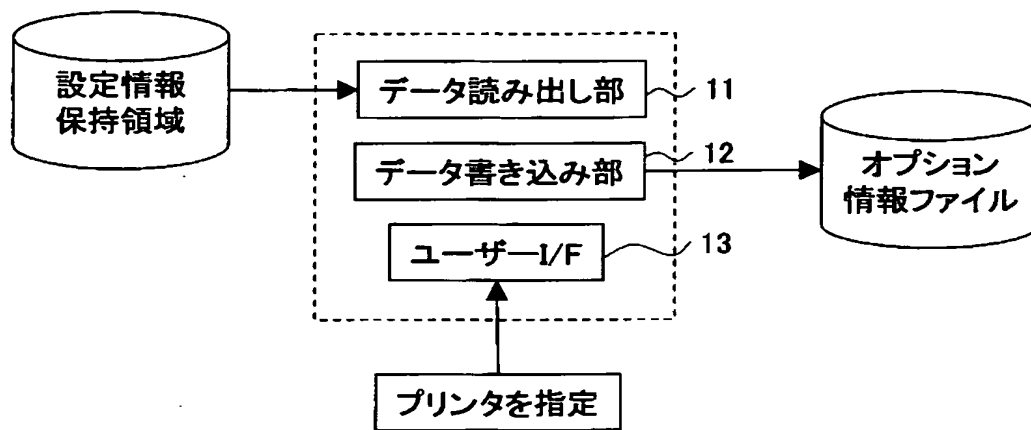 設定情報
保持領域
データ読み出し部
11
データ書き込み部
12
ユーザーI/F
13
オプション
情報ファイル
プリンタを指定